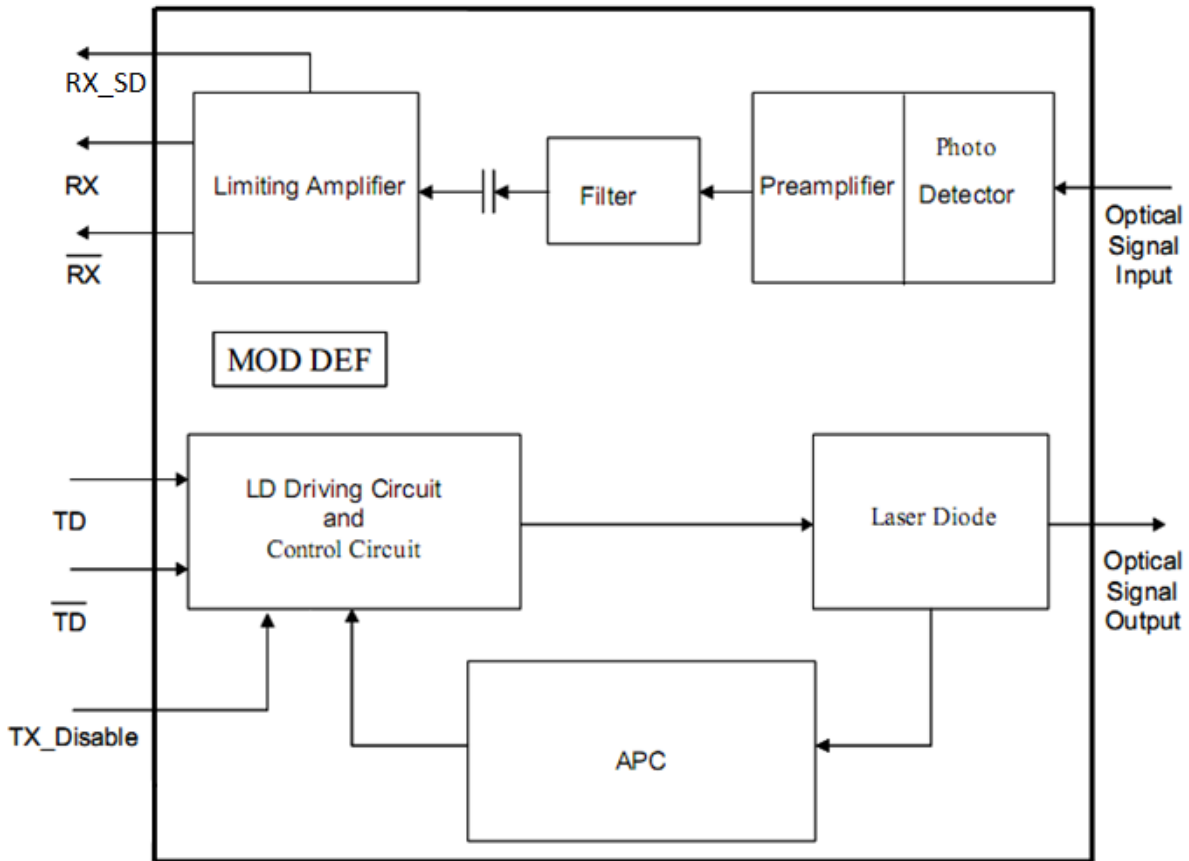 RX_SD
RX
RX
Limiting Amplifier
Filter
Preamplifier
Photo
Detector
Optical
Signal
Input
MOD DEF
TD
TD
TX_Disable
LD Driving Circuit
and
Control Circuit
Laser Diode
Optical
Signal
Output
APC